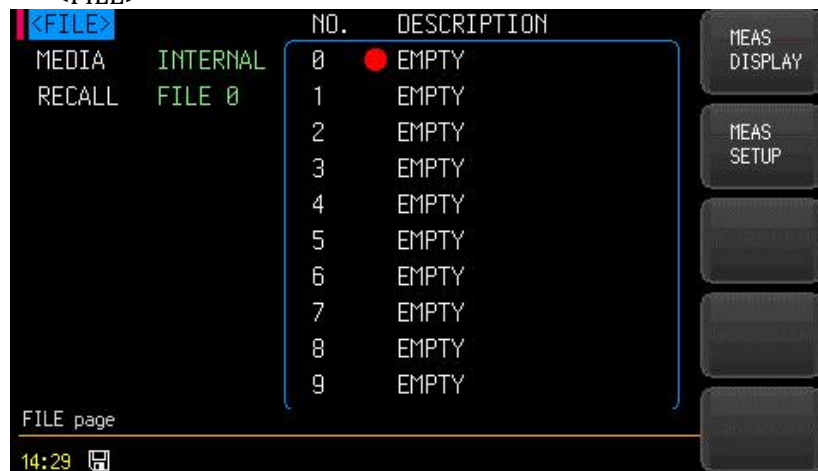 <FILE> NO. DESCRIPTION
MEDIA INTERNAL 0 EMPTY
RECALL FILE 0 1 EMPTY
2 EMPTY
3 EMPTY
4 EMPTY
5 EMPTY
6 EMPTY
7 EMPTY
8 EMPTY
9 EMPTY
MEAS
DISPLAY
MEAS
SETUP
FILE page
14:29